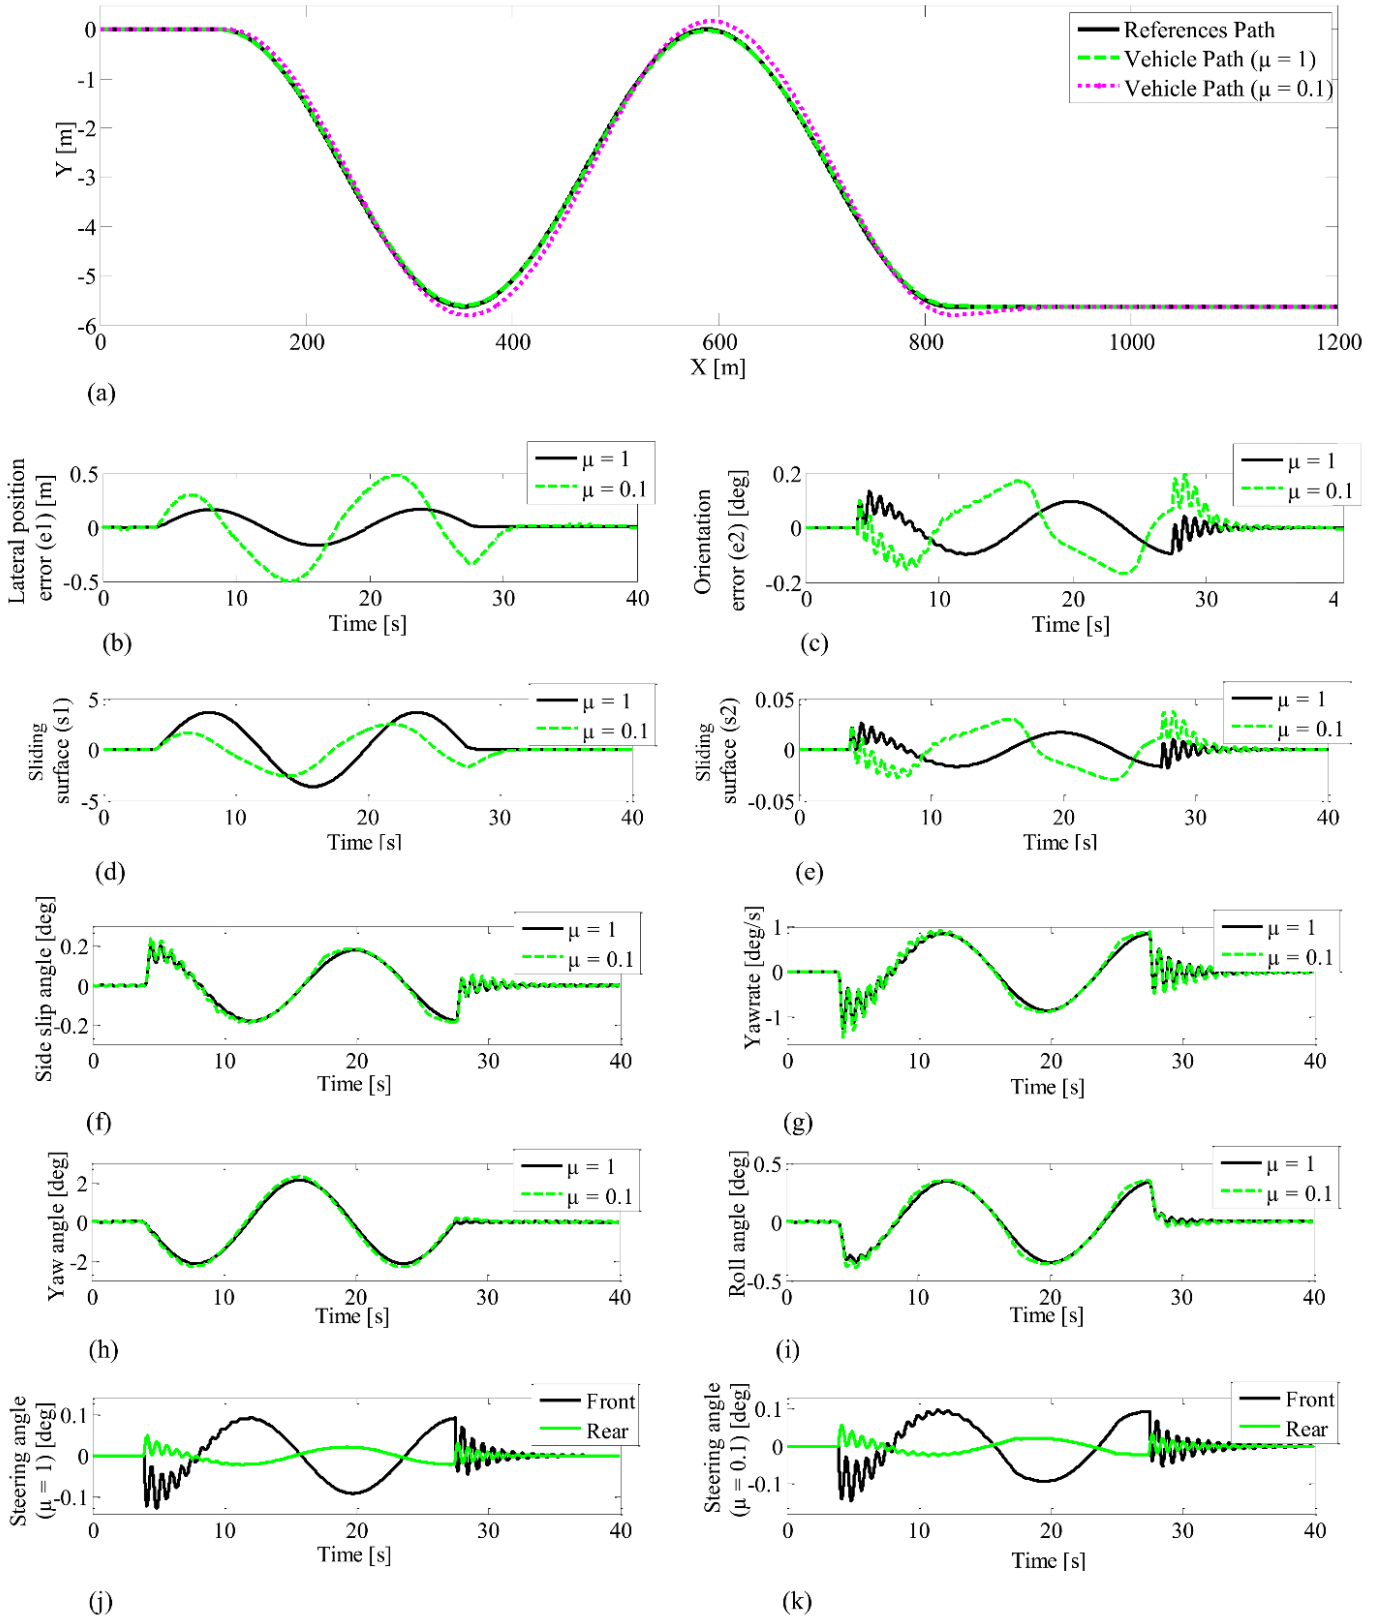 References Path
Vehicle Path (μ = 1)
Vehicle Path (μ = 0.1)
Y [m]
0
-1
-2
-3
-4
-5
-6
0 200 400 600 800 1000 1200
X [m]
(a)
Lateral position
error (e1) [m]
0.5
0
-0.5
μ = 1
μ = 0.1
0 10 20 30 40
Time [s]
(b)
Orientation
error (e2) [deg]
0.2
0
-0.2
μ = 1
μ = 0.1
0 10 20 30 40
Time [s]
(c)
Sliding
surface (s1)
5
0
-5
μ = 1
μ = 0.1
0 10 20 30 40
Time [s]
(d)
Sliding
surface (s2)
0.05
0
-0.05
μ = 1
μ = 0.1
0 10 20 30 40
Time [s]
(e)
Side slip angle [deg]
0.2
0
-0.2
μ = 1
μ = 0.1
0 10 20 30 40
Time [s]
(f)
Yawrate [deg/s]
1
0
-1
μ = 1
μ = 0.1
0 10 20 30 40
Time [s]
(g)
Yaw angle [deg]
2
0
-2
μ = 1
μ = 0.1
0 10 20 30 40
Time [s]
(h)
Roll angle [deg]
0.5
0
-0.5
μ = 1
μ = 0.1
0 10 20 30 40
Time [s]
(i)
Steering angle
(μ = 1) [deg]
0.1
0
-0.1
Front
Rear
0 10 20 30 40
Time [s]
(j)
Steering angle
(μ = 0.1) [deg]
0.1
0
-0.1
Front
Rear
0 10 20 30 40
Time [s]
(k)